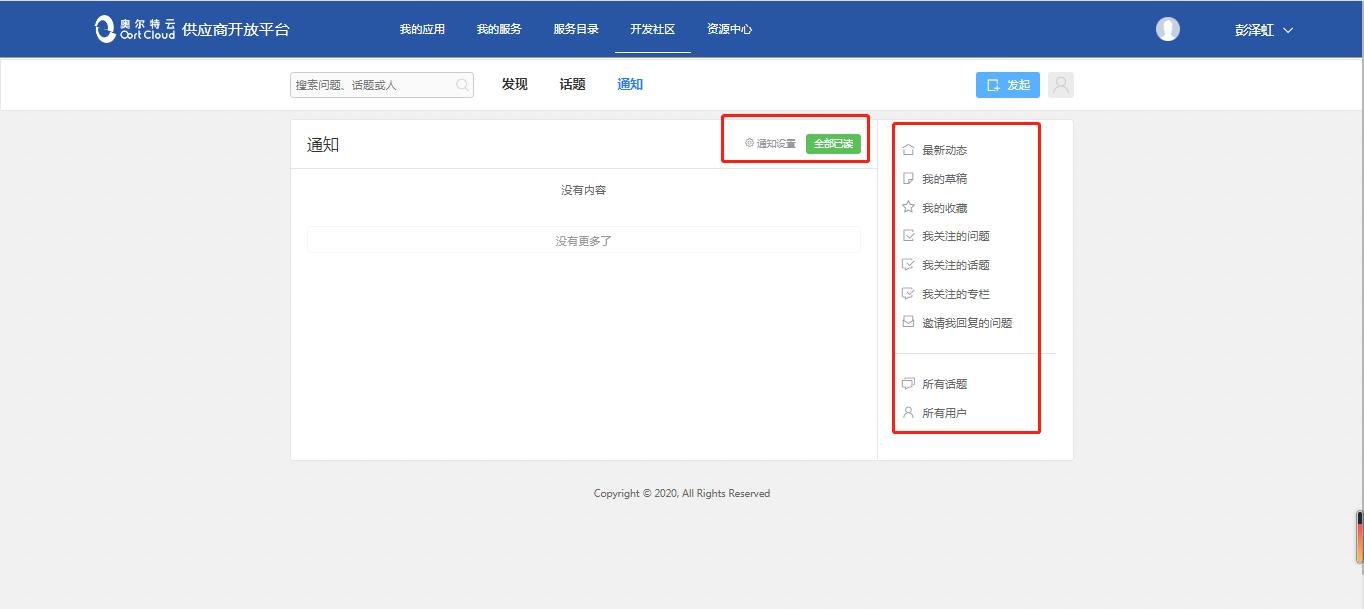 奥尔特云
Oort Cloud
供应商开放平台
我的应用
我的服务
服务目录
开发社区
资源中心
彭泽虹
搜索问题、话题或人
发现
话题
通知
发起
通知
通知设置
全部已读
没有内容
没有更多了
最新动态
我的草稿
我的收藏
我关注的问题
我关注的话题
我关注的专栏
邀请我回复的问题
所有话题
所有用户
Copyright © 2020, All Rights Reserved